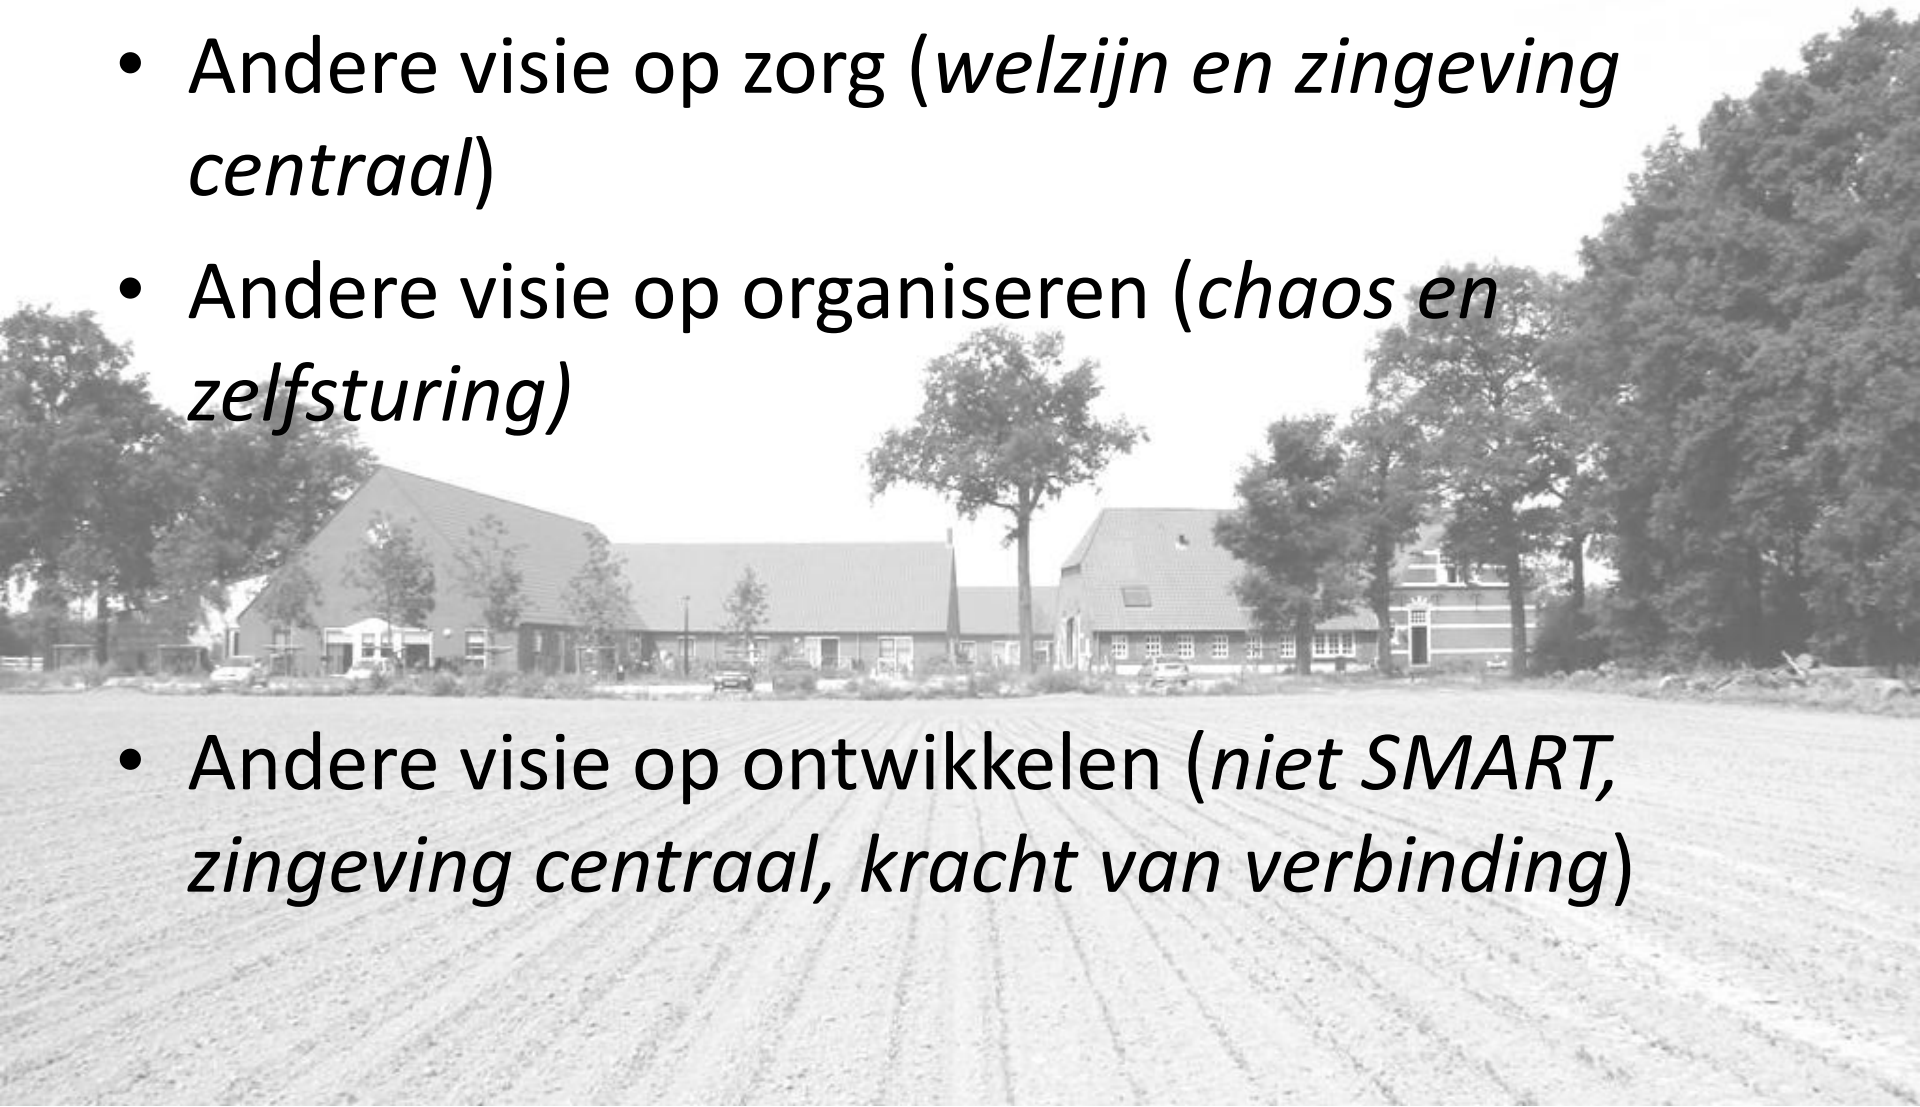 • Andere visie op zorg (welzijn en zingeving
centraal)
• Andere visie op organiseren (chaos en
zelfsturing)
• Andere visie op ontwikkelen (niet SMART,
zingeving centraal, kracht van verbinding)